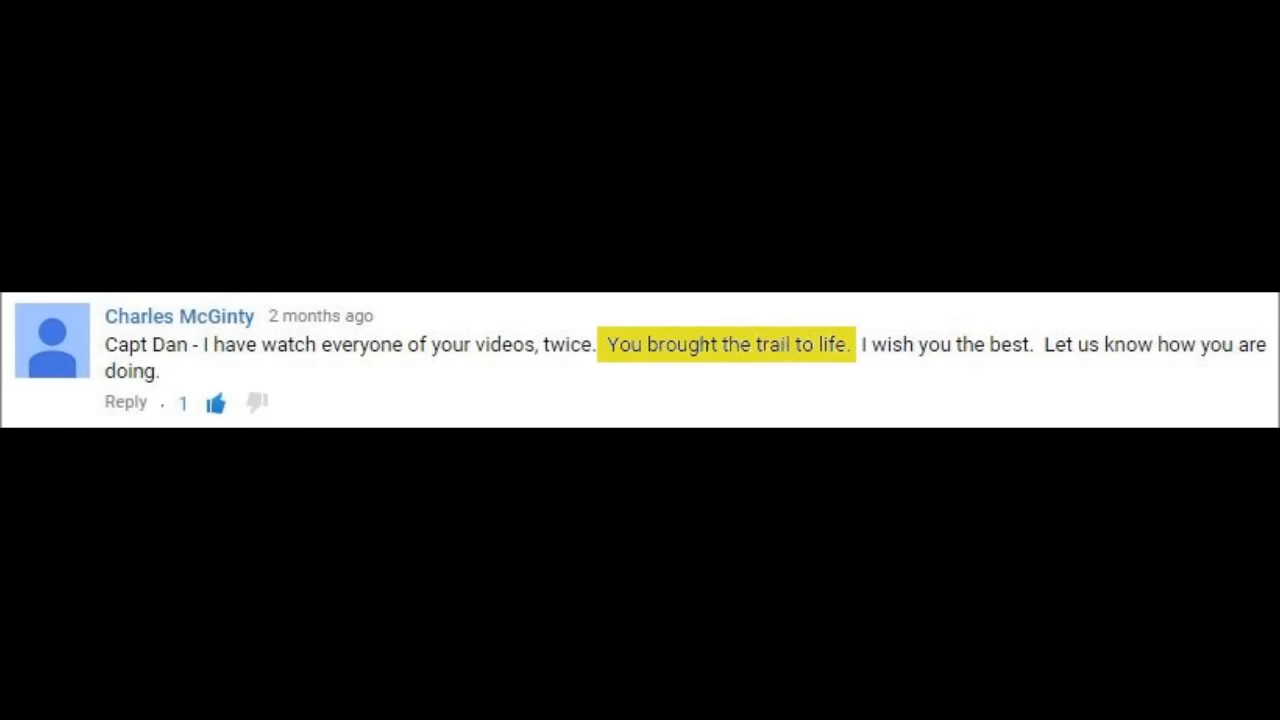 Charles McGinty 2 months ago
Capt Dan - I have watch everyone of your videos, twice. You brought the trail to life. I wish you the best. Let us know how you are
doing.
Reply . 1